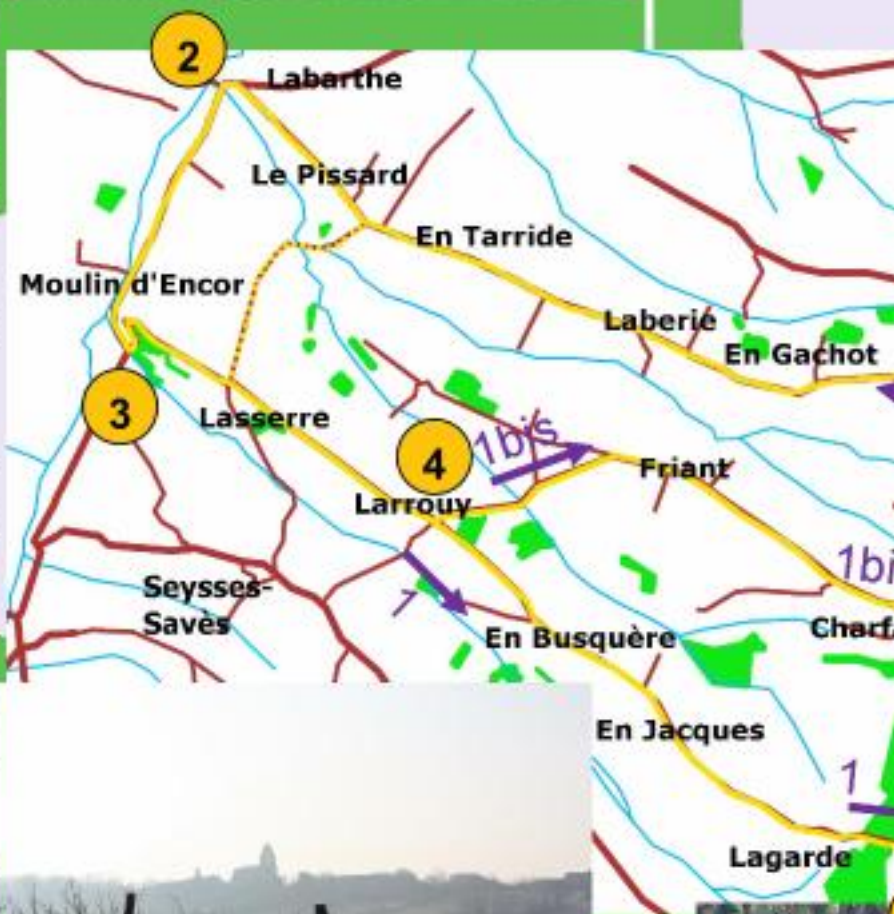 2
Labarthe
Le Pissard
En Tarride
Moulin d'Encor
Laberie
En Gachot
3
Lasserre
4
1bis
Friant
Larrouy
1bi
Seysses-
Savès
1
En Busquère
Charf
En Jacques
1
Lagarde